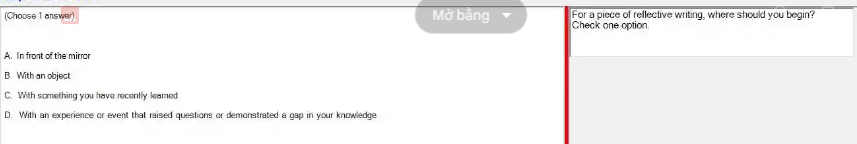 (Choose 1 answer)
A. In front of the mirror
B. With an object
C. With something you have recently learned
D. With an experience or event that raised questions or demonstrated a gap in your knowledge
Mở bằng
For a piece of reflective writing, where should you begin?
Check one option.